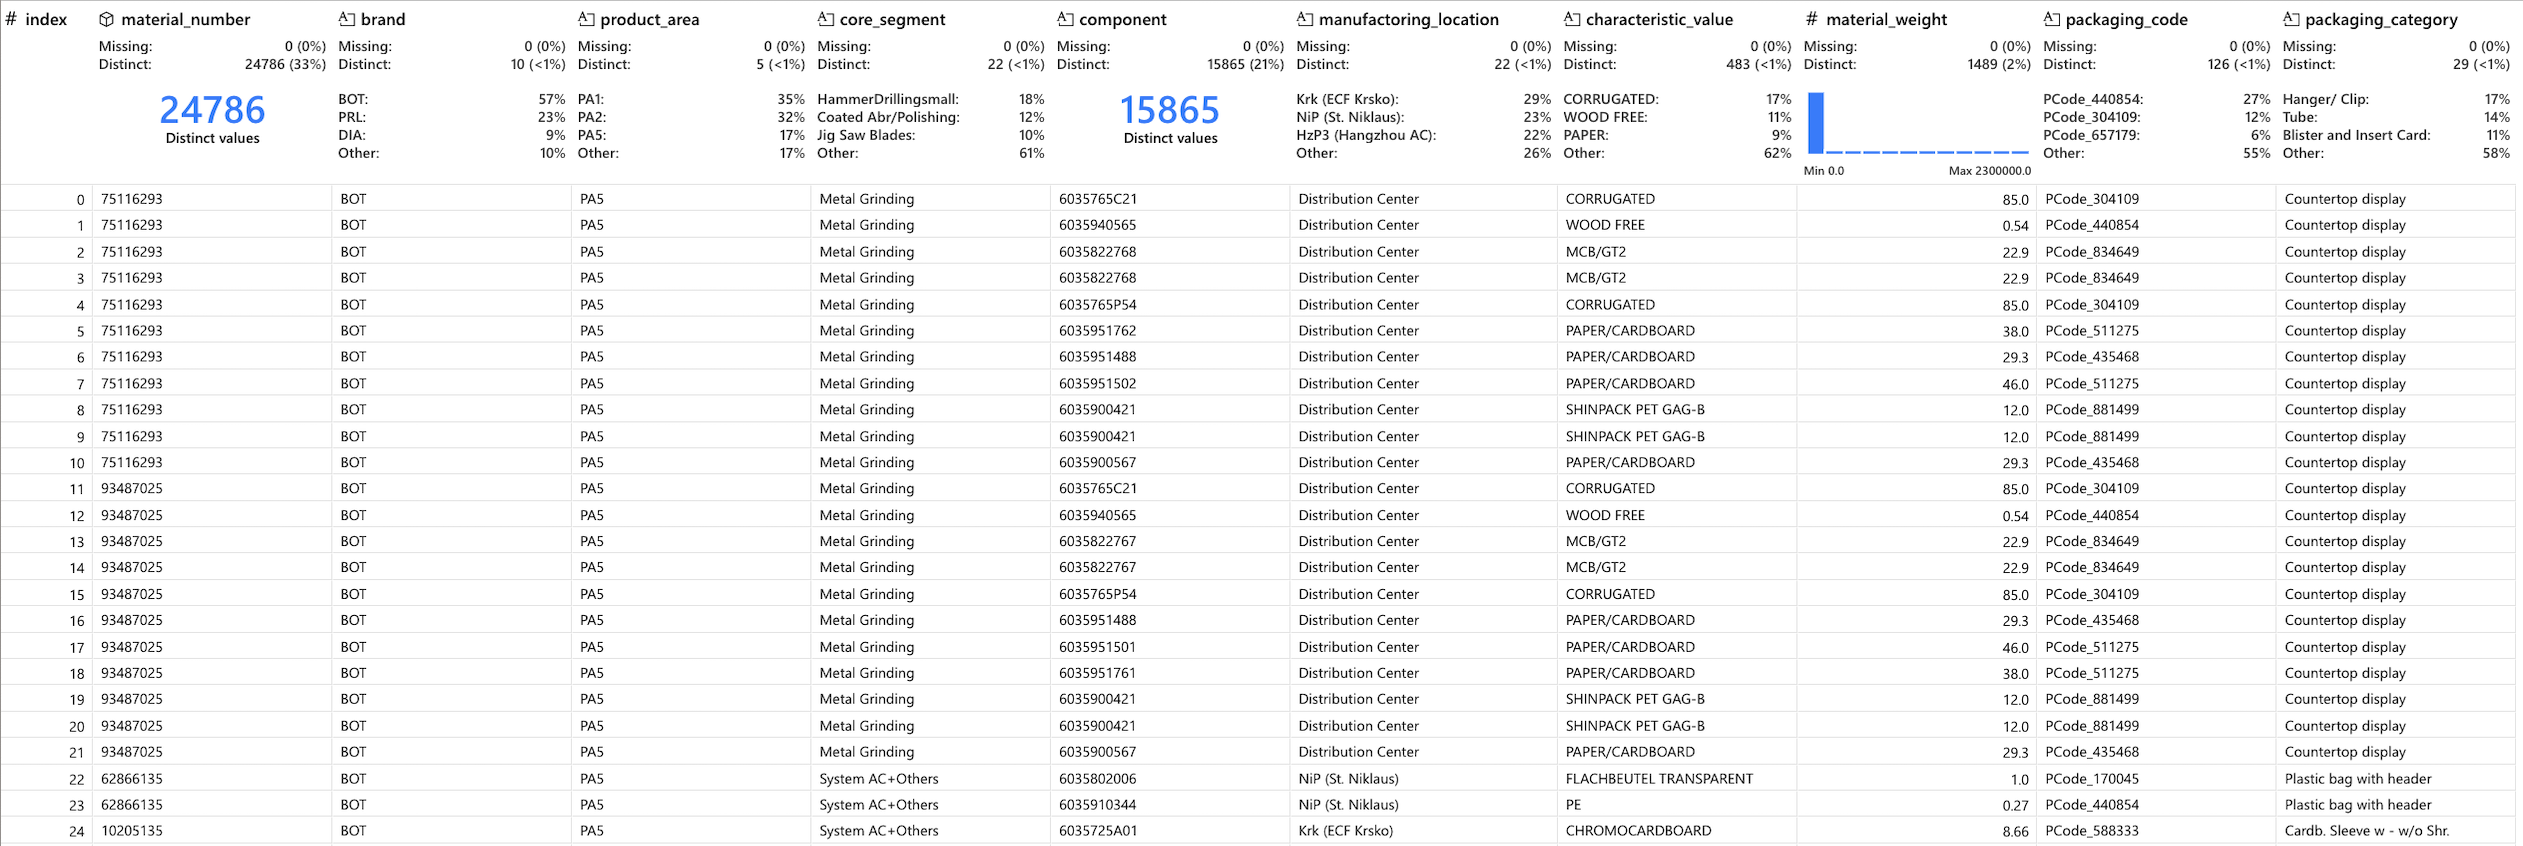 # index material_number brand product_area core_segment component manufactoring_location characteristic_value # material_weight packaging_code packaging_category
Missing: 0 (0%) Missing: 0 (0%) Missing: 0 (0%) Missing: 0 (0%) Missing: 0 (0%) Missing: 0 (0%) Missing: 0 (0%) Missing: 0 (0%) Missing: 0 (0%) Missing: 0 (0%)
Distinct: 24786 (33%) Distinct: 10 (<1%) Distinct: 5 (<1%) Distinct: 22 (<1%) Distinct: 15865 (21%) Distinct: 22 (<1%) Distinct: 483 (<1%) Distinct: 1489 (2%) Distinct: 126 (<1%) Distinct: 29 (<1%)
24786 BOT: 57% PA1: 35% HammerDrillingsmall: 18% 15865 Krk (ECF Krsko): 29% CORRUGATED: 17% PCode_440854: 27% Hanger/ Clip: 17%
PRL: 23% PA2: 32% Coated Abr/Polishing: 12% NiP (St. Niklaus): 23% WOOD FREE: 11% PCode_304109: 12% Tube: 14%
Distinct values DIA: 9% PA5: 17% Jig Saw Blades: 10% Distinct values HzP3 (Hangzhou AC): 22% PAPER: 9% PCode_657179: 6% Blister and Insert Card: 11%
Other: 10% Other: 17% Other: 61% Other: 26% Other: 62% Other: 55% Other: 58%
Min 0.0 Max 2300000.0
0 75116293 BOT PA5 Metal Grinding 6035765C21 Distribution Center CORRUGATED 85.0 PCode_304109 Countertop display
1 75116293 BOT PA5 Metal Grinding 6035940565 Distribution Center WOOD FREE 0.54 PCode_440854 Countertop display
2 75116293 BOT PA5 Metal Grinding 6035822768 Distribution Center MCB/GT2 22.9 PCode_834649 Countertop display
3 75116293 BOT PA5 Metal Grinding 6035822768 Distribution Center MCB/GT2 22.9 PCode_834649 Countertop display
4 75116293 BOT PA5 Metal Grinding 6035765P54 Distribution Center CORRUGATED 85.0 PCode_304109 Countertop display
5 75116293 BOT PA5 Metal Grinding 6035951762 Distribution Center PAPER/CARDBOARD 38.0 PCode_511275 Countertop display
6 75116293 BOT PA5 Metal Grinding 6035951488 Distribution Center PAPER/CARDBOARD 29.3 PCode_435468 Countertop display
7 75116293 BOT PA5 Metal Grinding 6035951502 Distribution Center PAPER/CARDBOARD 46.0 PCode_511275 Countertop display
8 75116293 BOT PA5 Metal Grinding 6035900421 Distribution Center SHINPACK PET GAG-B 12.0 PCode_881499 Countertop display
9 75116293 BOT PA5 Metal Grinding 6035900421 Distribution Center SHINPACK PET GAG-B 12.0 PCode_881499 Countertop display
10 75116293 BOT PA5 Metal Grinding 6035900567 Distribution Center PAPER/CARDBOARD 29.3 PCode_435468 Countertop display
11 93487025 BOT PA5 Metal Grinding 6035765C21 Distribution Center CORRUGATED 85.0 PCode_304109 Countertop display
12 93487025 BOT PA5 Metal Grinding 6035940565 Distribution Center WOOD FREE 0.54 PCode_440854 Countertop display
13 93487025 BOT PA5 Metal Grinding 6035822767 Distribution Center MCB/GT2 22.9 PCode_834649 Countertop display
14 93487025 BOT PA5 Metal Grinding 6035822767 Distribution Center MCB/GT2 22.9 PCode_834649 Countertop display
15 93487025 BOT PA5 Metal Grinding 6035765P54 Distribution Center CORRUGATED 85.0 PCode_304109 Countertop display
16 93487025 BOT PA5 Metal Grinding 6035951488 Distribution Center PAPER/CARDBOARD 29.3 PCode_435468 Countertop display
17 93487025 BOT PA5 Metal Grinding 6035951501 Distribution Center PAPER/CARDBOARD 46.0 PCode_511275 Countertop display
18 93487025 BOT PA5 Metal Grinding 6035951761 Distribution Center PAPER/CARDBOARD 38.0 PCode_511275 Countertop display
19 93487025 BOT PA5 Metal Grinding 6035900421 Distribution Center SHINPACK PET GAG-B 12.0 PCode_881499 Countertop display
20 93487025 BOT PA5 Metal Grinding 6035900421 Distribution Center SHINPACK PET GAG-B 12.0 PCode_881499 Countertop display
21 93487025 BOT PA5 Metal Grinding 6035900567 Distribution Center PAPER/CARDBOARD 29.3 PCode_435468 Countertop display
22 62866135 BOT PA5 System AC+Others 6035802006 NiP (St. Niklaus) FLACHBEUTEL TRANSPARENT 1.0 PCode_170045 Plastic bag with header
23 62866135 BOT PA5 System AC+Others 6035910344 NiP (St. Niklaus) PE 0.27 PCode_440854 Plastic bag with header
24 10205135 BOT PA5 System AC+Others 6035725A01 Krk (ECF Krsko) CHROMOCARDBOARD 8.66 PCode_588333 Cardb. Sleeve w - w/o Shr.